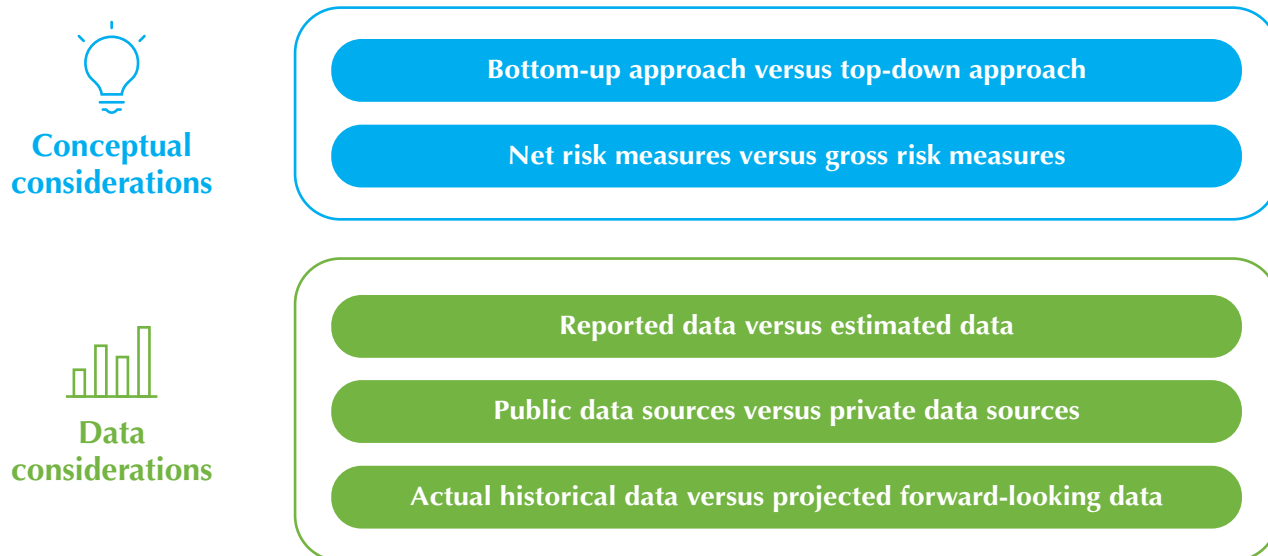 Conceptual
considerations
Bottom-up approach versus top-down approach
Net risk measures versus gross risk measures
Data
considerations
Reported data versus estimated data
Public data sources versus private data sources
Actual historical data versus projected forward-looking data